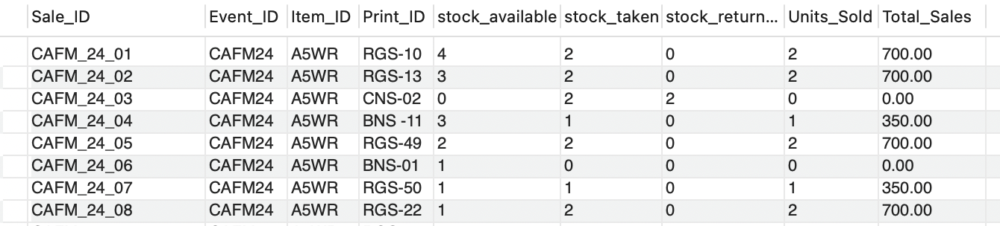 Sale_ID Event_ID Item_ID Print_ID stock_available stock_taken stock_return... Units_Sold Total_Sales
CAFM_24_01 CAFM24 A5WR RGS-10 4 2 0 2 700.00
CAFM_24_02 CAFM24 A5WR RGS-13 3 2 0 2 700.00
CAFM_24_03 CAFM24 A5WR CNS-02 0 2 2 0 0.00
CAFM_24_04 CAFM24 A5WR BNS -11 3 1 0 1 350.00
CAFM_24_05 CAFM24 A5WR RGS-49 2 2 0 2 700.00
CAFM_24_06 CAFM24 A5WR BNS-01 1 0 0 0 0.00
CAFM_24_07 CAFM24 A5WR RGS-50 1 1 0 1 350.00
CAFM_24_08 CAFM24 A5WR RGS-22 1 2 0 2 700.00